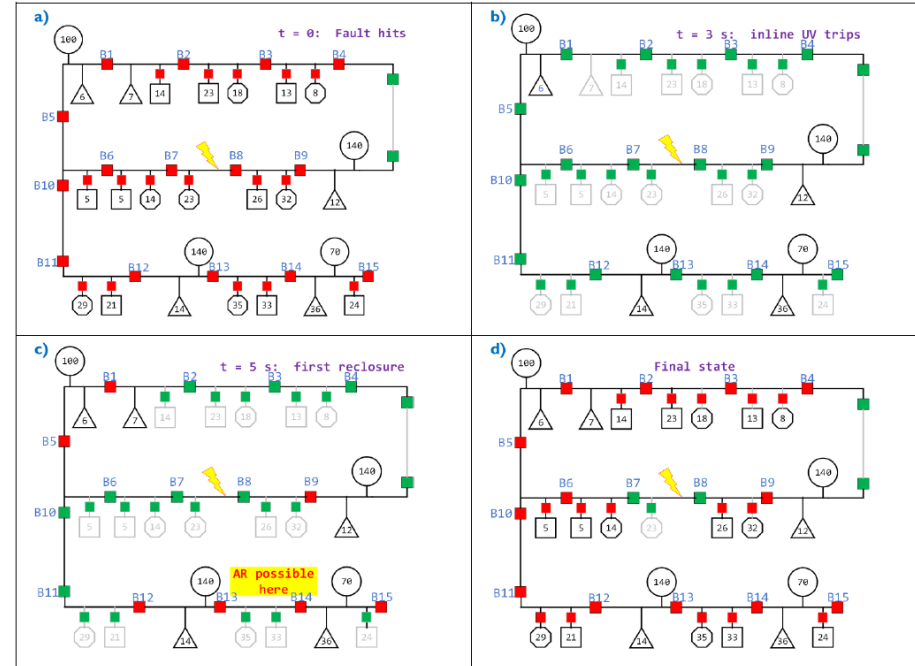 a)
t = 0: Fault hits
100
B1 B2 B3 B4
6 7 14 23 18 13 8
B5
140
B6 B7 B8 B9
B10
5 5 14 23 26 32 12
140 70
B11 B12 B13 B14 B15
29 21 14 35 33 36 24
b)
t = 3 s: inline UV trips
100
B1 B2 B3 B4
6 7 14 23 18 13 8
B5
140
B6 B7 B8 B9
B10
5 5 14 23 26 32 12
140 70
B11 B12 B13 B14 B15
29 21 14 35 33 36 24
c)
t = 5 s: first reclosure
100
B1 B2 B3 B4
6 7 14 23 18 13 8
B5
140
B6 B7 B8 B9
B10
5 5 14 23 26 32 12
140 AR possible 70
here
B11 B12 B13 B14 B15
29 21 14 35 33 36 24
d)
Final state
100
B1 B2 B3 B4
6 7 14 23 18 13 8
B5
140
B6 B7 B8 B9
B10
5 5 14 23 26 32 12
140 70
B11 B12 B13 B14 B15
29 21 14 35 33 36 24